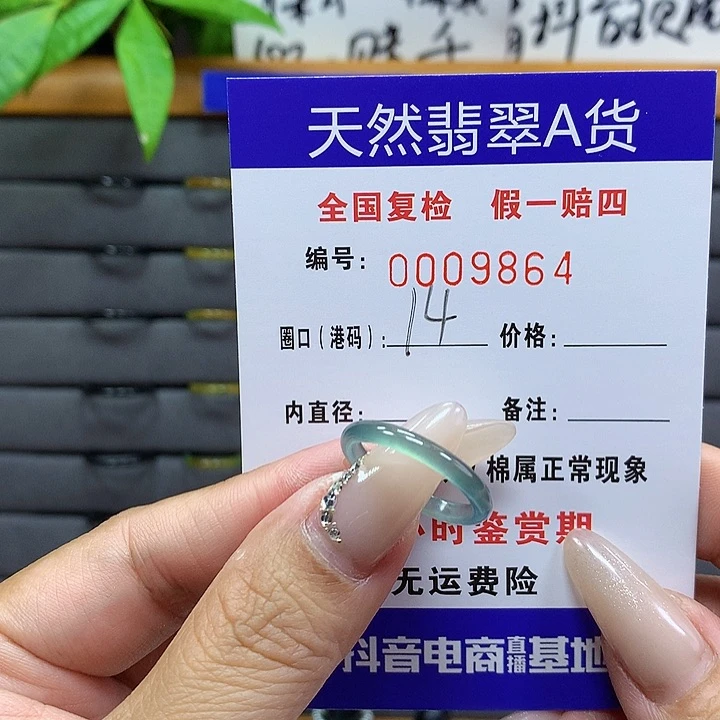 天然翡翠A货
全国复检 假一赔四
编号: 0009864
圈口(港码): 14 价格:
内直径: 备注:
棉属正常现象
时鉴赏期
无运费险
抖音电商直播基地